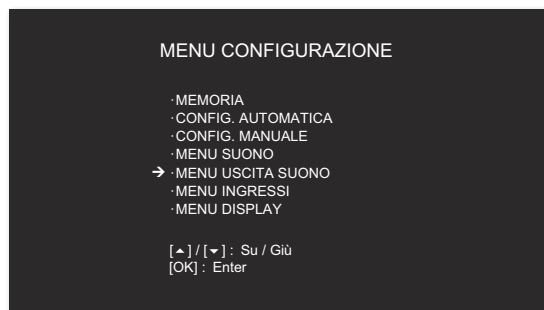 MENU CONFIGURAZIONE
·MEMORIA
·CONFIG. AUTOMATICA
·CONFIG. MANUALE
·MENU SUONO
➔ ·MENU USCITA SUONO
·MENU INGRESSI
·MENU DISPLAY
[▲] / [▼] : Su / Giù
[OK] : Enter